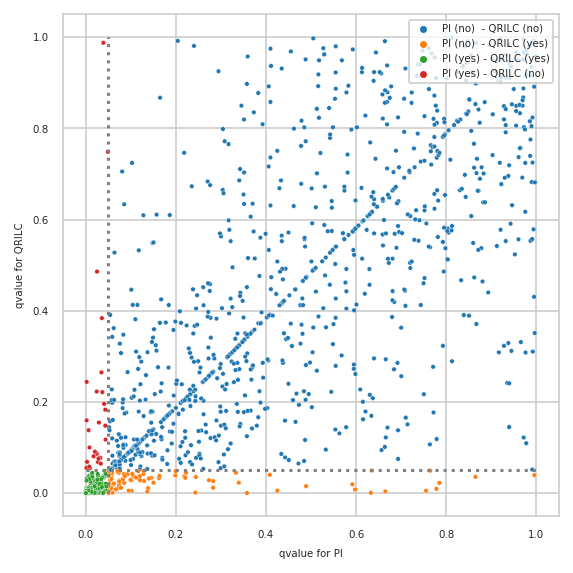 PI (no) - QRILC (no)
PI (no) - QRILC (yes)
PI (yes) - QRILC (yes)
PI (yes) - QRILC (no)
1.0
0.8
0.6
0.4
0.2
0.0
qvalue for QRILC
0.0 0.2 0.4 0.6 0.8 1.0
qvalue for PI